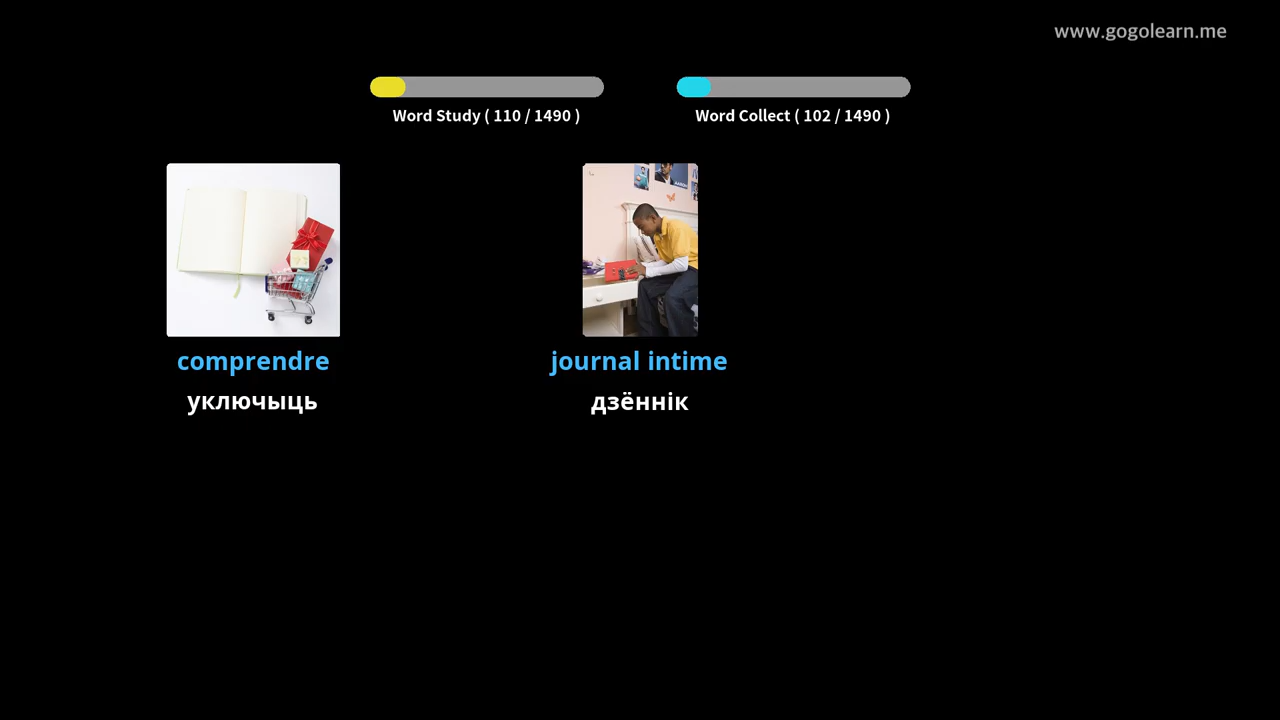 www.gogolearn.me
Word Study ( 110 / 1490 )
Word Collect ( 102 / 1490 )
comprendre
journal intime
уключыць
дзённік